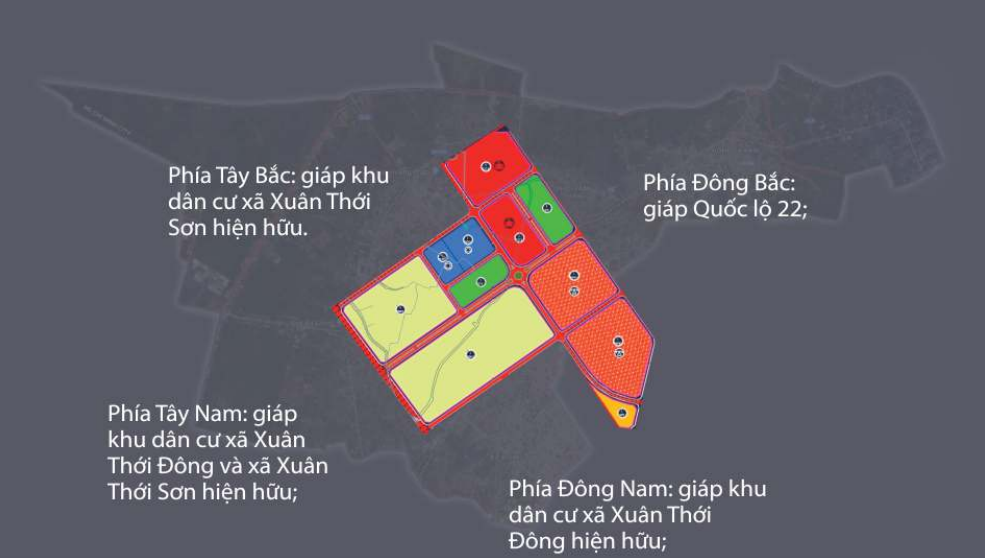 Phía Tây Bắc: giáp khu
dân cư xã Xuân Thới
Sơn hiện hữu.
Phía Đông Bắc:
giáp Quốc lộ 22;
Phía Tây Nam: giáp
khu dân cư xã Xuân
Thới Đông và xã Xuân
Thới Sơn hiện hữu;
Phía Đông Nam: giáp khu
dân cư xã Xuân Thới
Đông hiện hữu;